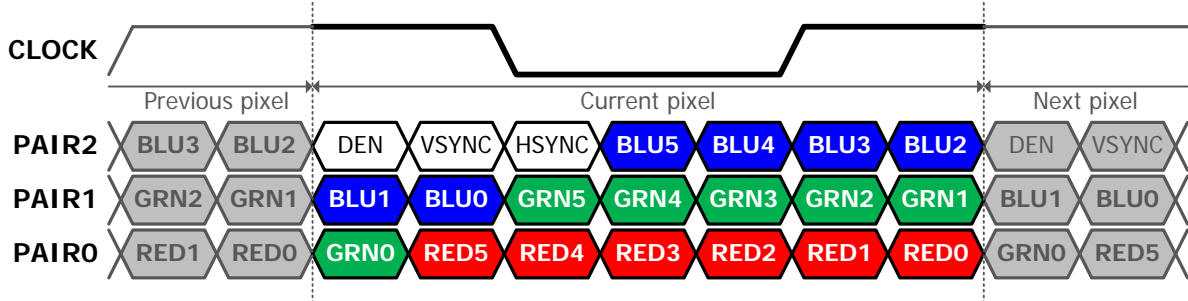 CLOCK
Previous pixel Current pixel Next pixel
PAIR2 BLU3 BLU2 DEN VSYNC HSYNC BLU5 BLU4 BLU3 BLU2 DEN VSYNC
PAIR1 GRN2 GRN1 BLU1 BLU0 GRN5 GRN4 GRN3 GRN2 GRN1 BLU1 BLU0
PAIR0 RED1 RED0 GRN0 RED5 RED4 RED3 RED2 RED1 RED0 GRN0 RED5